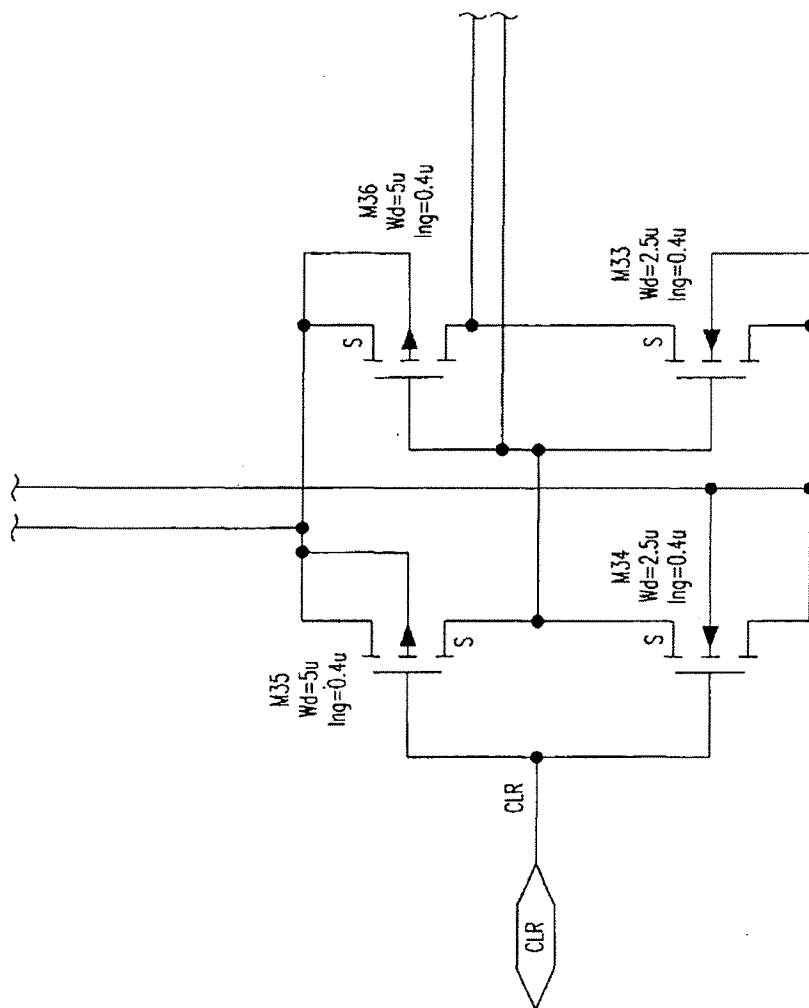 M36
Wd=5u
lng=0.4u
S
M33
Wd=2.5u
lng=0.4u
S
M35
Wd=5u
lng=0.4u
S
M34
Wd=2.5u
lng=0.4u
S
CLR
CLR